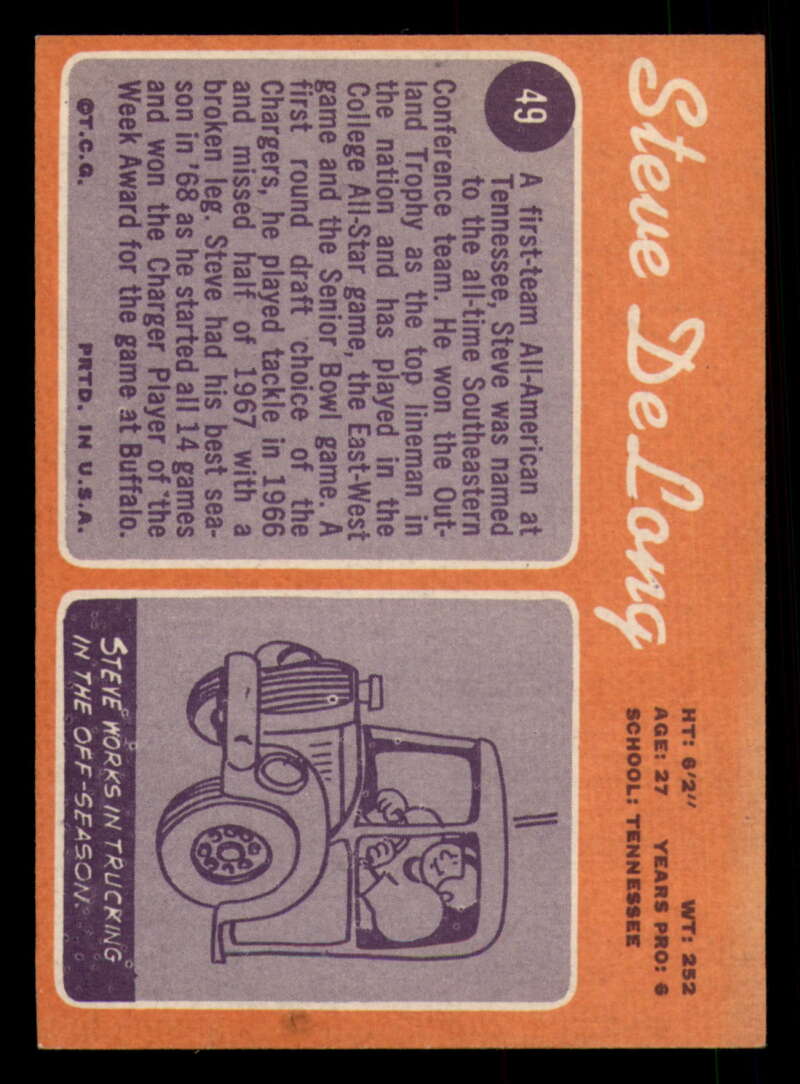 Steve DeLong
HT: 6'2" WT: 252
AGE: 27 YEARS PRO: 6
SCHOOL: TENNESSEE
49
A first-team All-American at
Tennessee, Steve was named
to the all-time Southeastern
Conference team. He won the Out-
land Trophy as the top lineman in
the nation and has played in the
College All-Star game, the East-West
game and the Senior Bowl game. A
first round draft choice of the
Chargers, he played tackle in 1966
and missed half of 1967 with a
broken leg. Steve had his best sea-
son in '68 as he started all 14 games
and won the Charger Player of the
Week Award for the game at Buffalo.
©T.C.G. PRTD. IN U.S.A.
STEVE WORKS IN TRUCKING
IN THE OFF-SEASON.